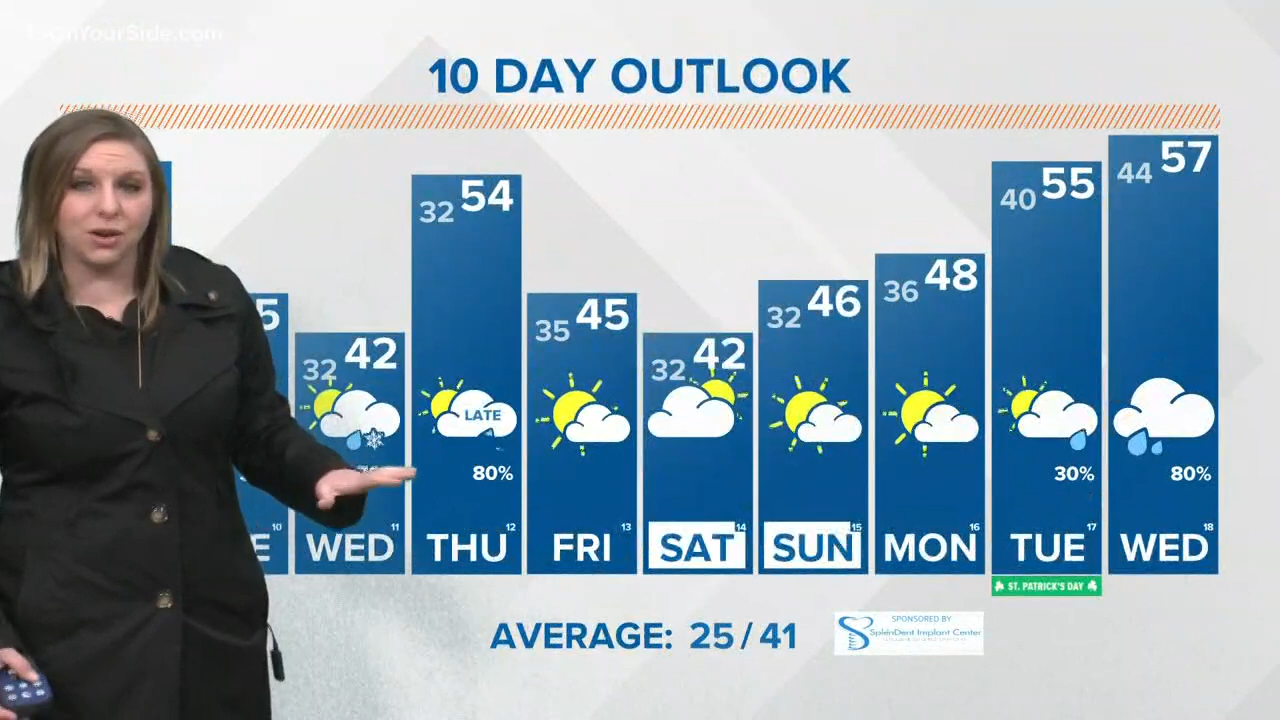 10 DAY OUTLOOK
5
32 42
11
WED
10
E
32 54
LATE
80%
12
THU
35 45
13
FRI
32 42
14
SAT
32 46
15
SUN
36 48
16
MON
40 55
30%
17
TUE
ST. PATRICK'S DAY
44 57
80%
18
WED
AVERAGE: 25 / 41
SPONSORED BY
SplenDent Implant Center